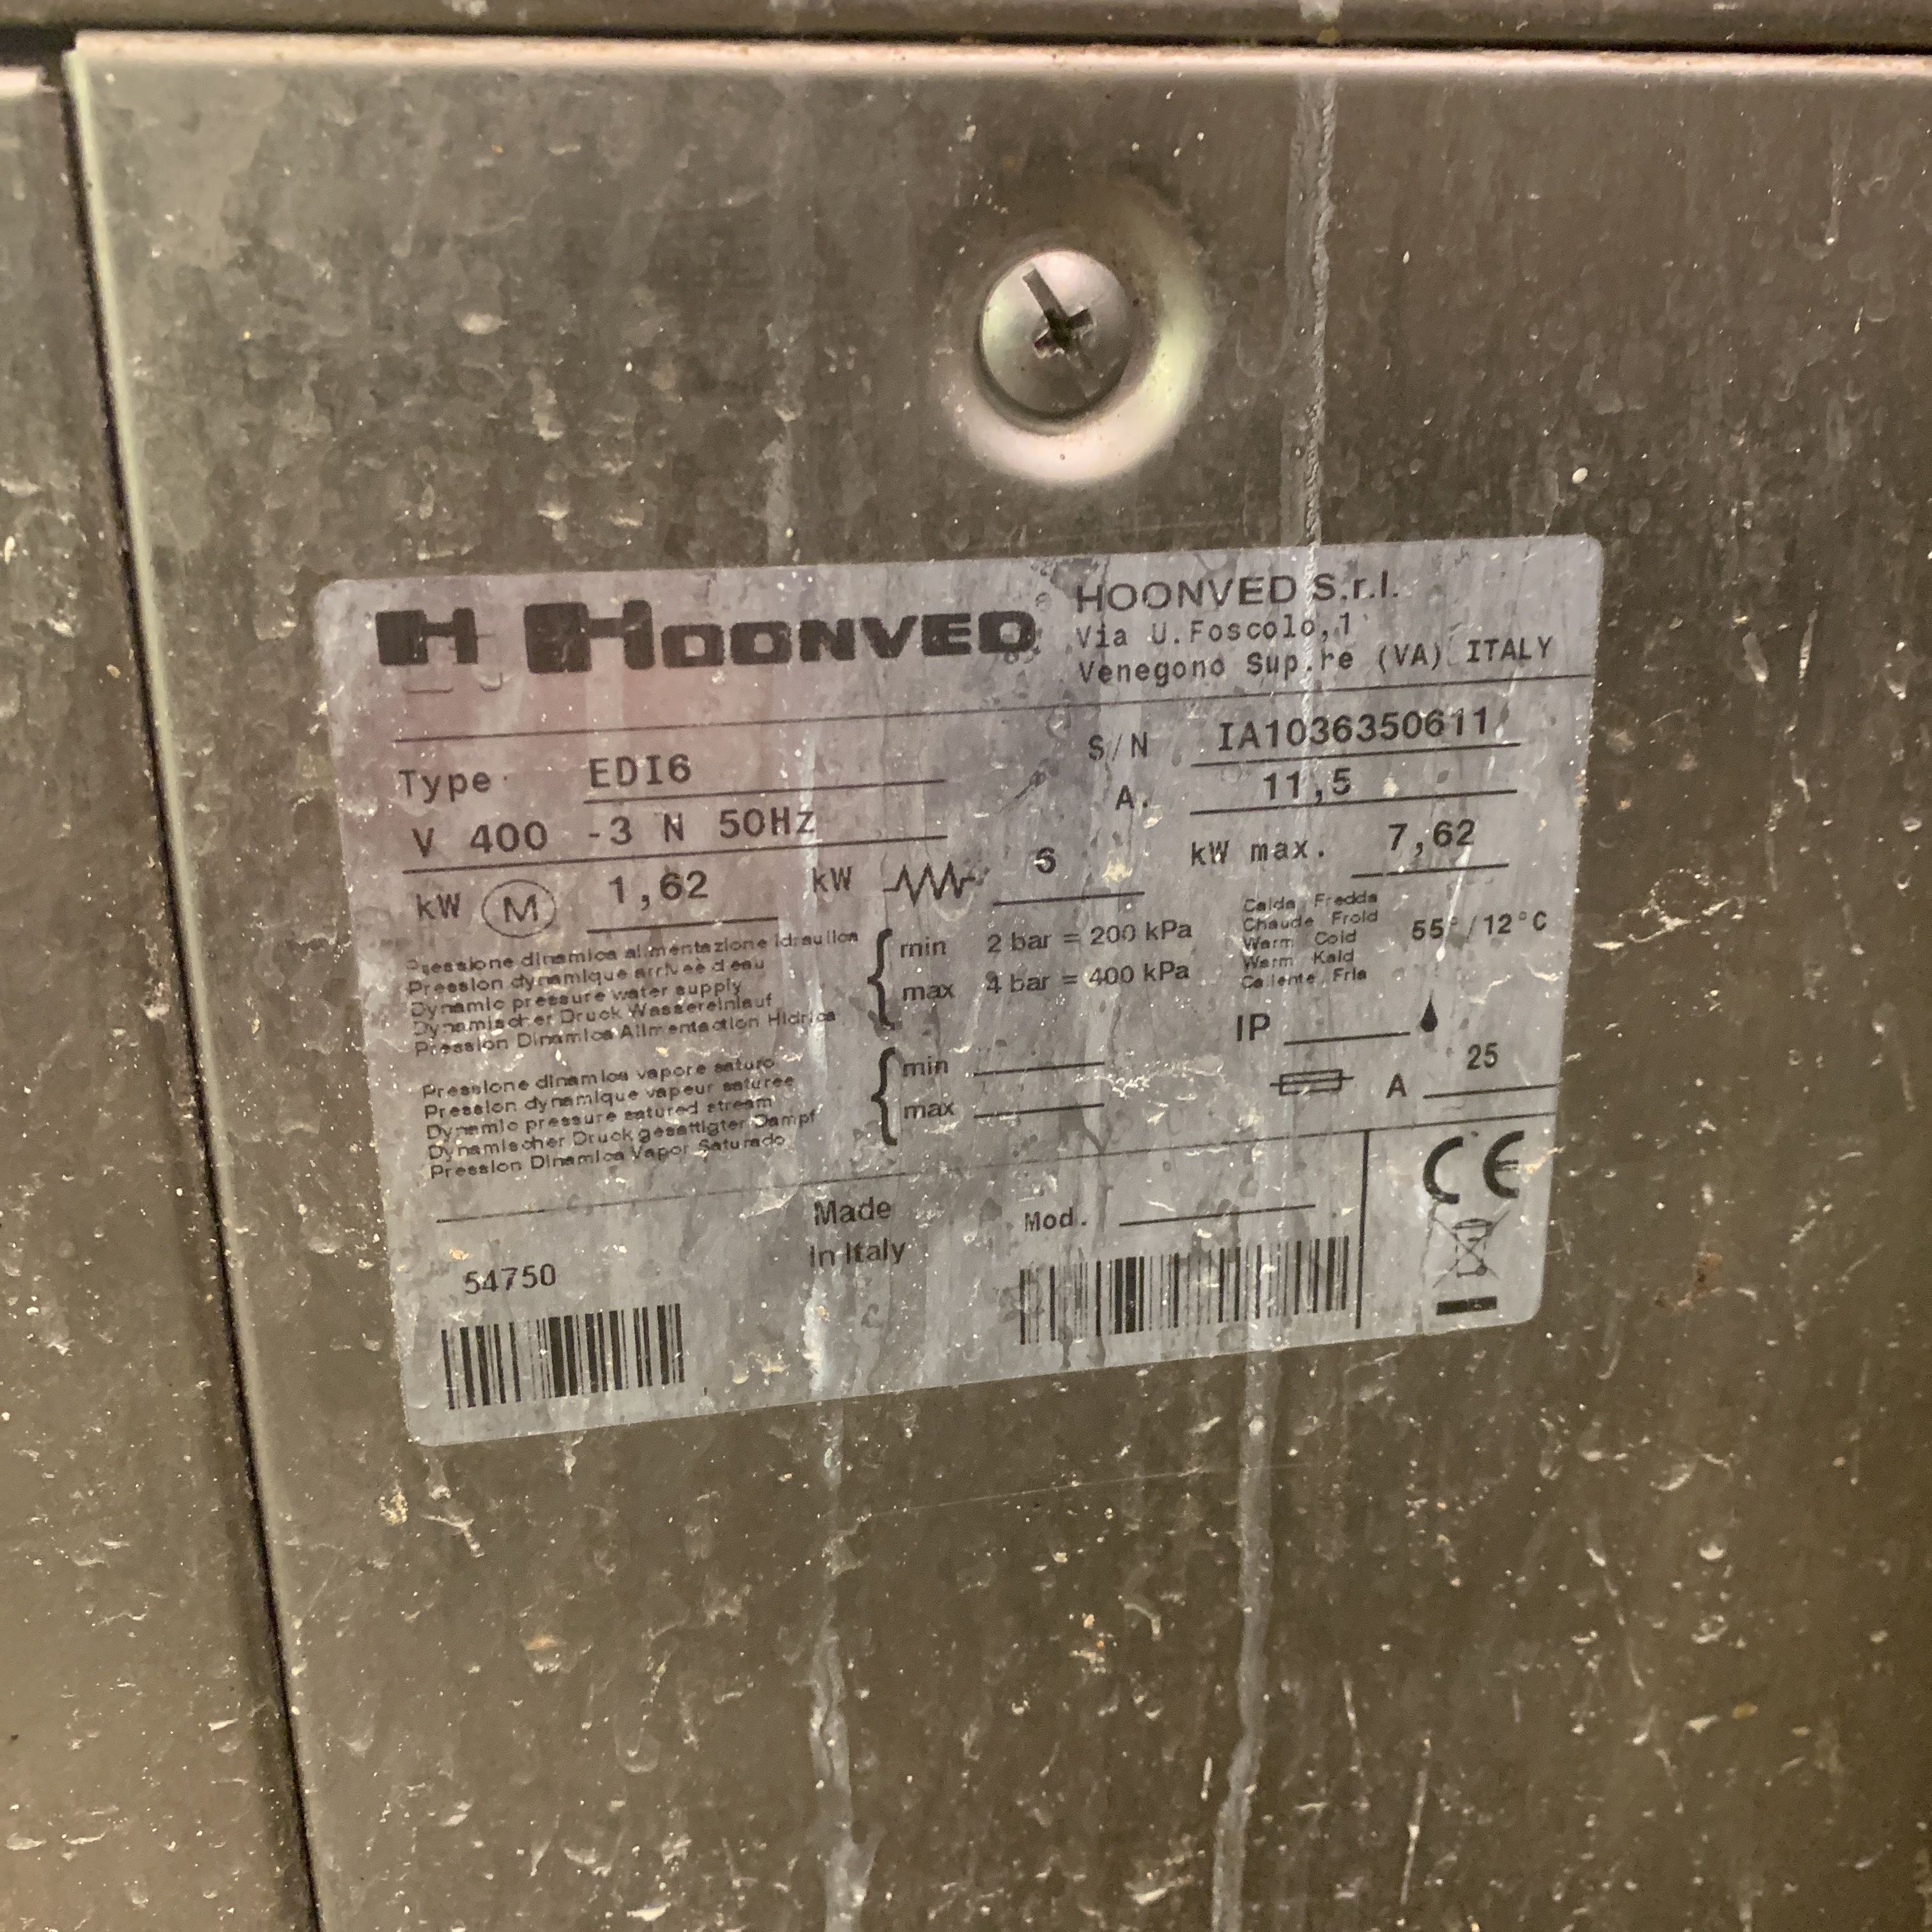 H HOONVED®
HOONVED S.r.l.
Via U.Foscolo,1
Venegono Sup.re (VA) ITALY
Type EDI6
S/N IA1036350611
V 400 -3 N 50Hz
A. 11,5
kW M 1,62 kW 6
kW max. 7,62
Pressione dinamica alimentazione idraulica
Pression dynamique arriveè d'eau
Dynamic pressure water supply
Dynamischer Druck Wassereinlauf
Pression Dinamica Alimentaction Hidrica
min 2 bar = 200 kPa
max 4 bar = 400 kPa
Calda Fredda
Chaude Froid
Warm Cold
Warm Kald
Caliente Fria
55°/12°C
IP
A 25
Pressione dinamica vapore saturo
Pression dynamique vapeur saturee
Dynamic pressure satured stream
Dynamischer Druck gesattigter Dampf
Pression Dinamica Vapor Saturado
min
max
Made
in Italy
Mod.
CE
54750